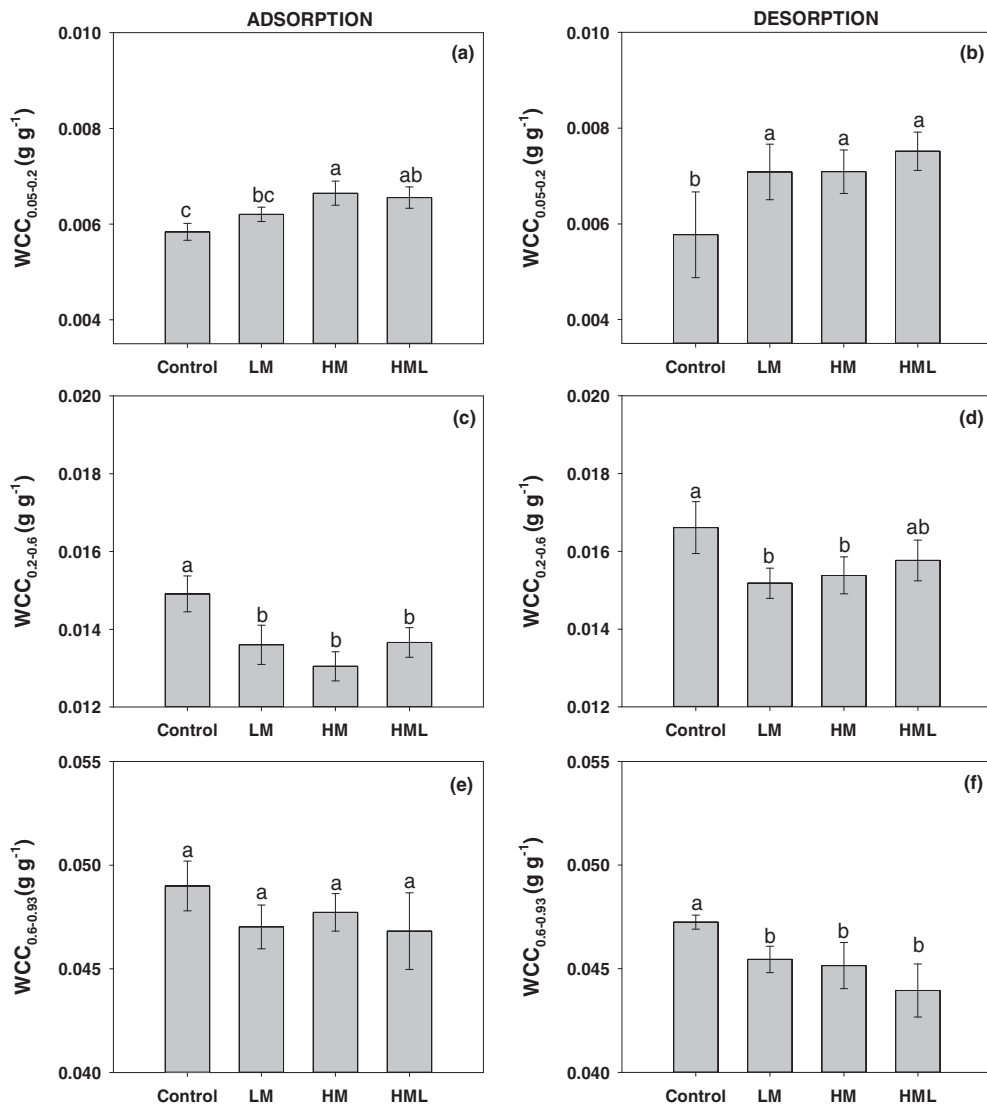 ADSORPTION
DESORPTION
(a)
WCC0.05-0.2 (g g-1)
0.010
0.008
0.006
0.004
c
bc
a
ab
Control LM HM HML
(b)
WCC0.05-0.2 (g g-1)
0.010
0.008
0.006
0.004
b
a
a
a
Control LM HM HML
(c)
WCC0.2-0.6 (g g-1)
0.020
0.018
0.016
0.014
0.012
a
b
b
b
Control LM HM HML
(d)
WCC0.2-0.6 (g g-1)
0.020
0.018
0.016
0.014
0.012
a
b
b
ab
Control LM HM HML
(e)
WCC0.6-0.93 (g g-1)
0.055
0.050
0.045
0.040
a
a
a
a
Control LM HM HML
(f)
WCC0.6-0.93 (g g-1)
0.055
0.050
0.045
0.040
a
b
b
b
Control LM HM HML